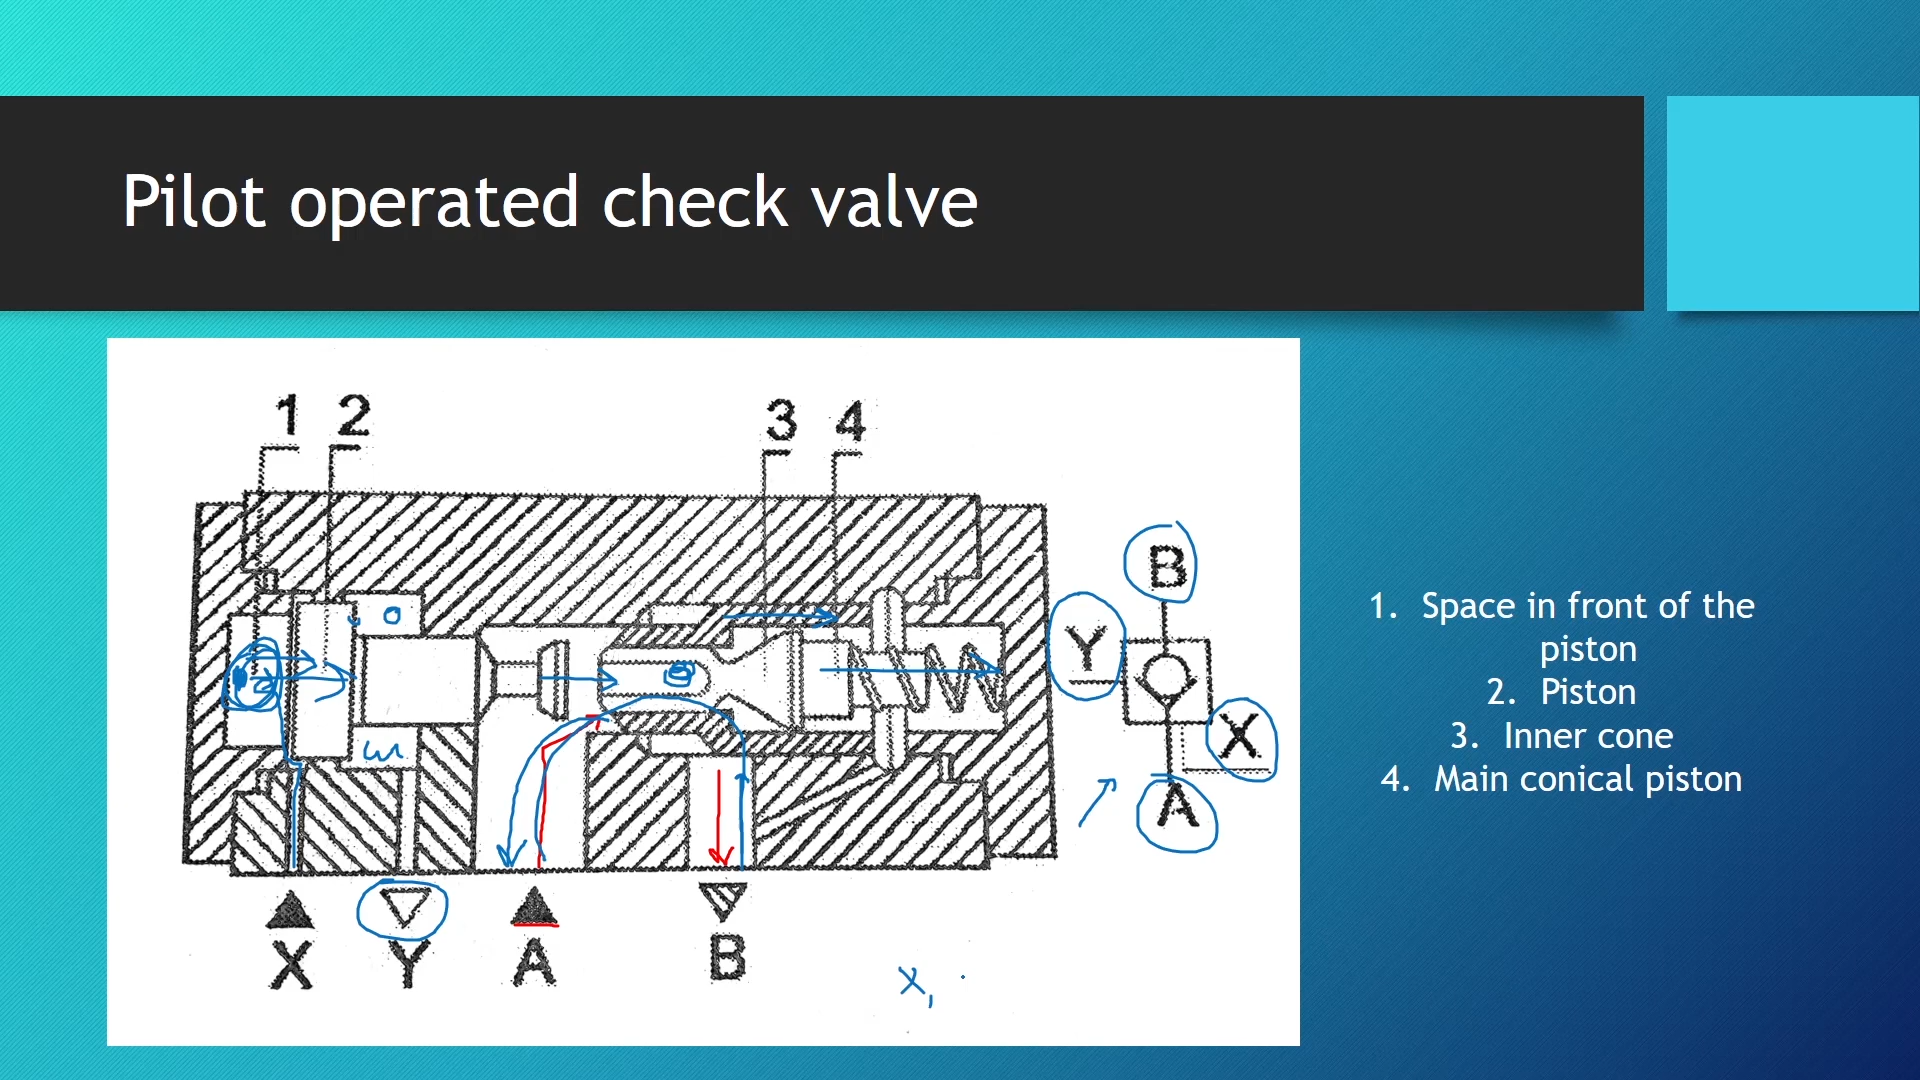 Pilot operated check valve
1 2 3 4
B
Y
X
A
X Y A B
x,
1. Space in front of the
piston
2. Piston
3. Inner cone
4. Main conical piston